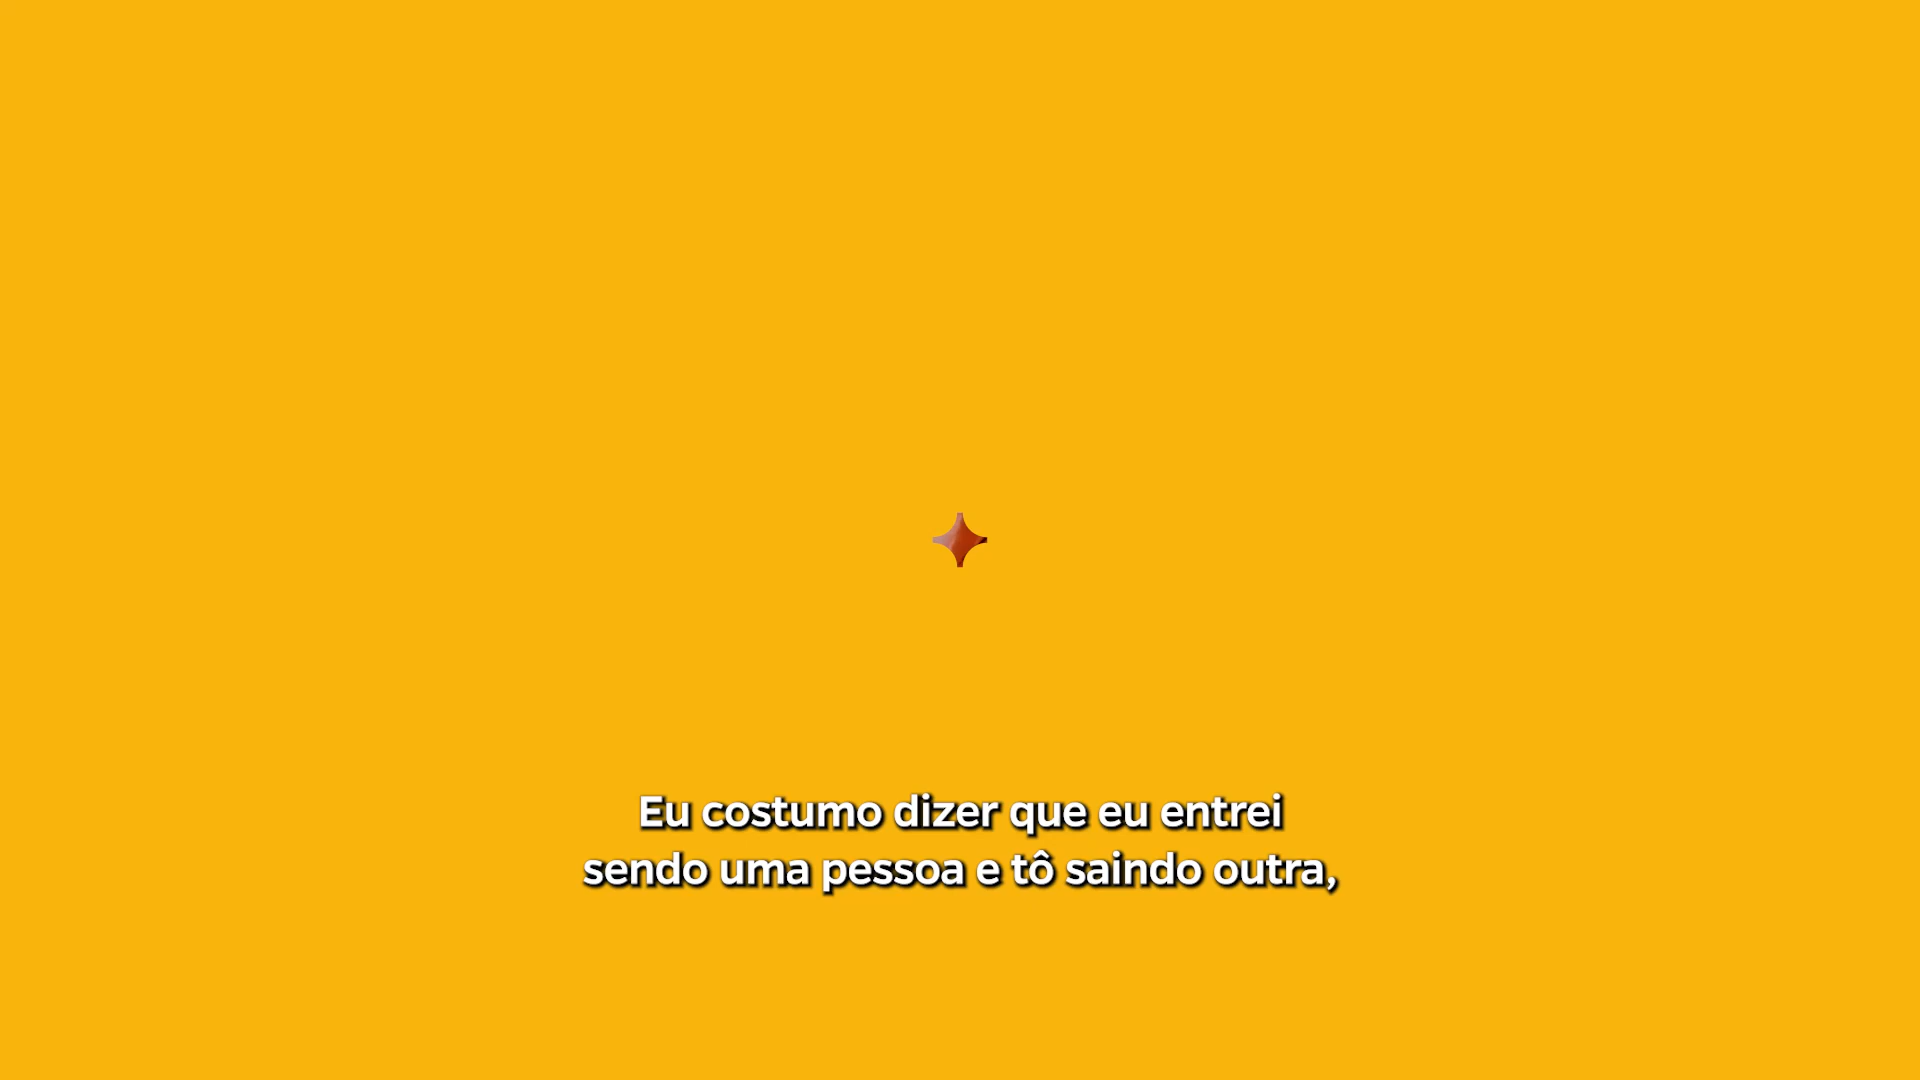 Eu costumo dizer que eu entrei
sendo uma pessoa e tô saindo outra,